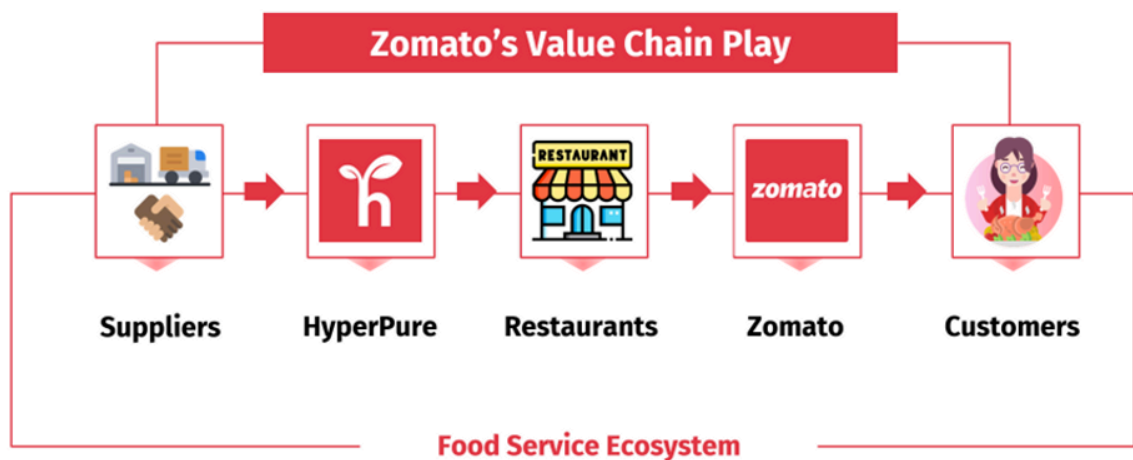 Zomato’s Value Chain Play
h
RESTAURANT
zomato
Suppliers
HyperPure
Restaurants
Zomato
Customers
Food Service Ecosystem